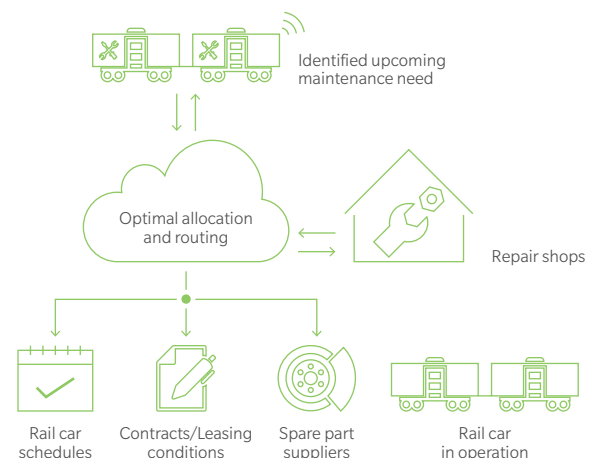 Identified upcoming
maintenance need
Optimal allocation
and routing
Repair shops
Rail car
schedules
Contracts/Leasing
conditions
Spare part
suppliers
Rail car
in operation